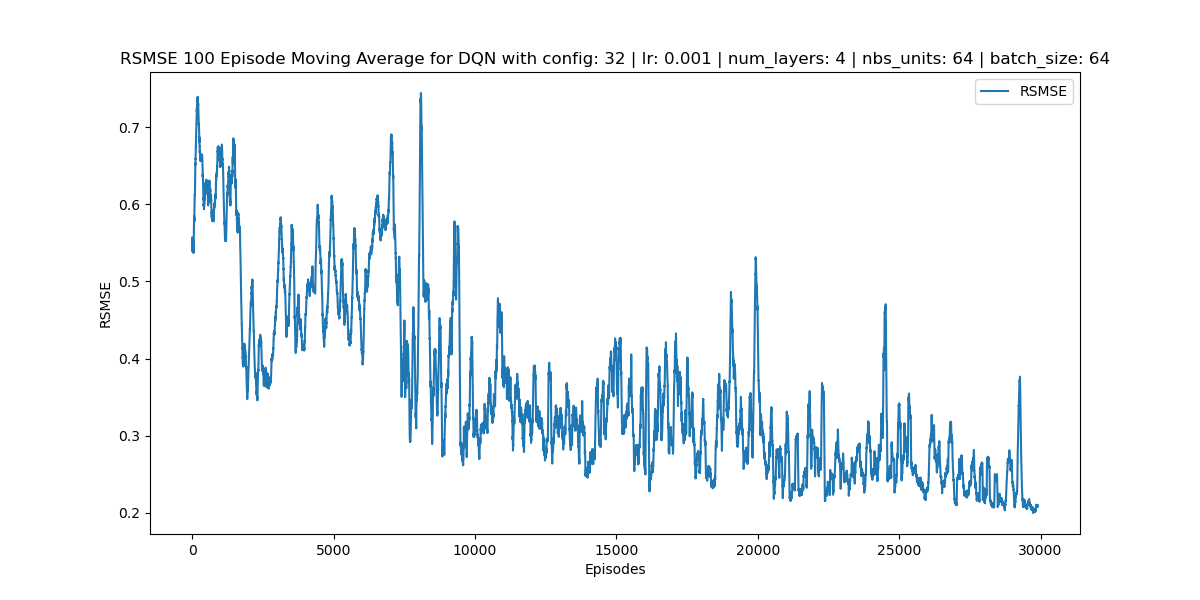 RSMSE 100 Episode Moving Average for DQN with config: 32 | lr: 0.001 | num_layers: 4 | nbs_units: 64 | batch_size: 64
RSMSE
0.7
0.6
0.5
0.4
0.3
0.2
RSMSE
0 5000 10000 15000 20000 25000 30000
Episodes